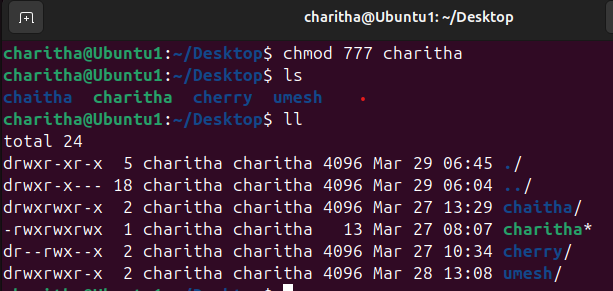 charitha@Ubuntu1: ~/Desktop
charitha@Ubuntu1:~/Desktop$ chmod 777 charitha
charitha@Ubuntu1:~/Desktop$ ls
chaitha charitha cherry umesh
charitha@Ubuntu1:~/Desktop$ ll
total 24
drwxr-xr-x 5 charitha charitha 4096 Mar 29 06:45 ./
drwxr-x--- 18 charitha charitha 4096 Mar 29 06:04 ../
drwxrwxr-x 2 charitha charitha 4096 Mar 27 13:29 chaitha/
-rwxrwxrwx 1 charitha charitha 13 Mar 27 08:07 charitha*
dr--rwx--x 2 charitha charitha 4096 Mar 27 10:34 cherry/
drwxrwxr-x 2 charitha charitha 4096 Mar 28 13:08 umesh/
charitha@Ubuntu1:~/Desktop$